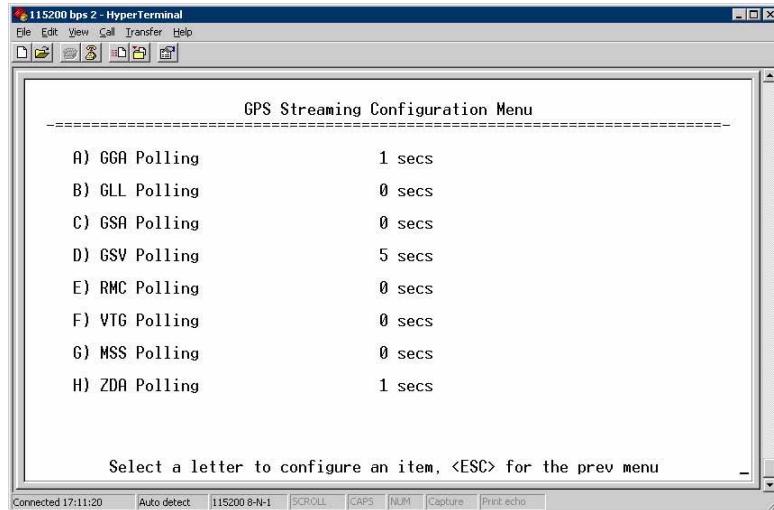 115200 bps 2 - HyperTerminal
File Edit View Call Transfer Help
GPS Streaming Configuration Menu
-==========================================================================-
A) GGA Polling 1 secs
B) GLL Polling 0 secs
C) GSA Polling 0 secs
D) GSV Polling 5 secs
E) RMC Polling 0 secs
F) VTG Polling 0 secs
G) MSS Polling 0 secs
H) ZDA Polling 1 secs
Select a letter to configure an item, <ESC> for the prev menu
Connected 17:11:20 Auto detect 115200 8-N-1 SCROLL CAPS NUM Capture Print echo